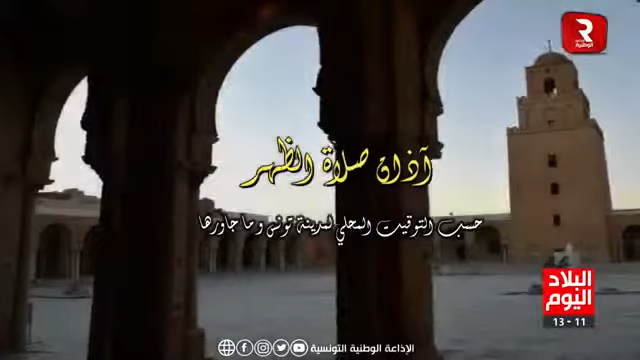 R
الوطنية
آذان صلاة الظهر
حسب التوقيت المحلي لمدينة تونس وما جاورها
البلاد
اليوم
13 - 11
الإذاعة الوطنية التونسية